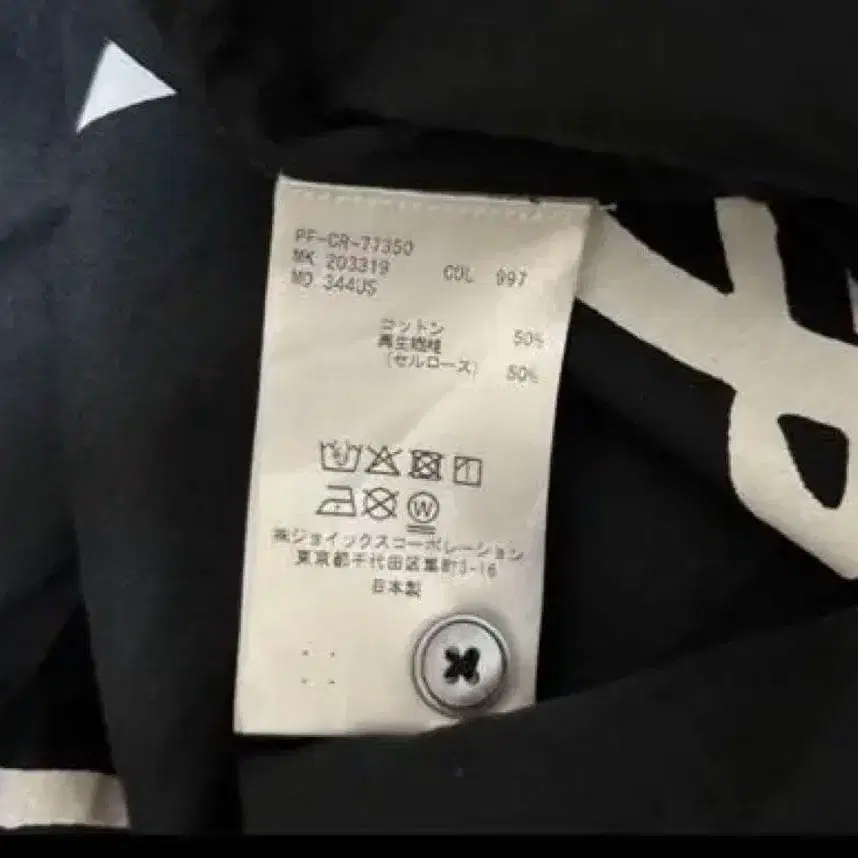 PF-CR-77350
MK 203319 COL 997
MD 344US
コットン 50%
再生繊維
(セルロース) 50%
W
㈱ジョイックスコーポレーション
東京都千代田区麹町3-16
日本製